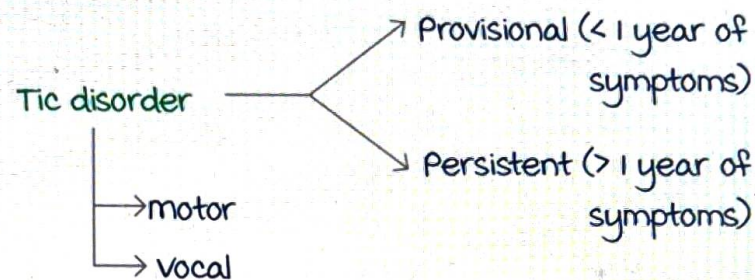 Provisional (< 1 year of
symptoms)
Tic disorder
Persistent (> 1 year of
symptoms)
motor
vocal